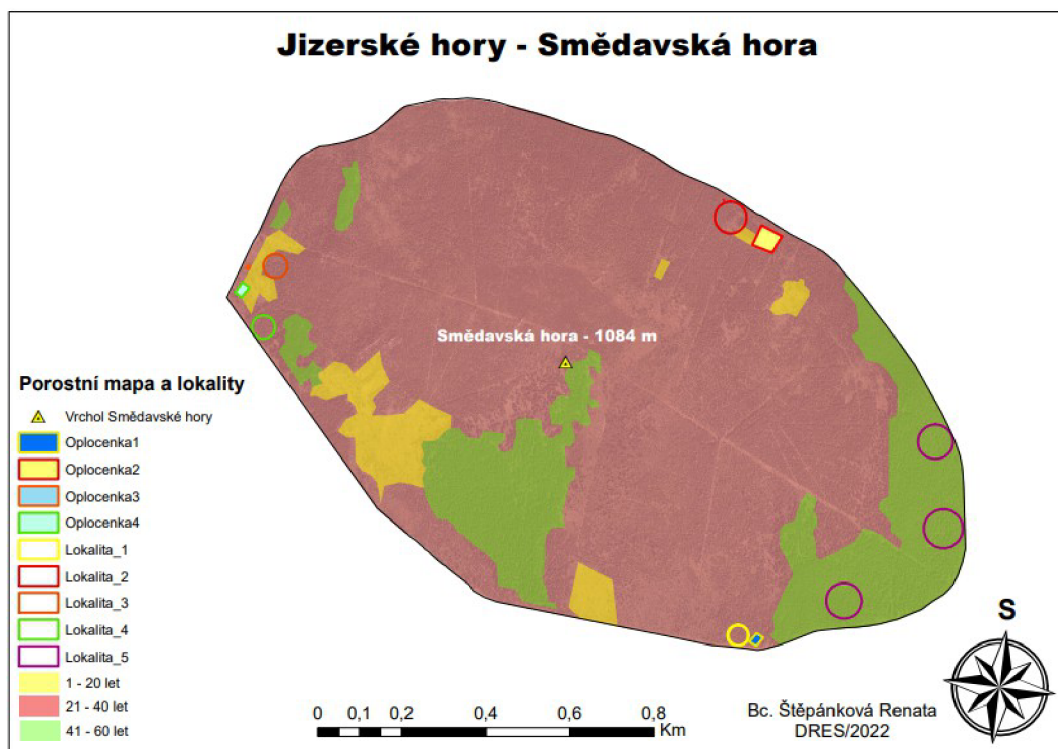 Jizerské hory - Smědavská hora
Smědavská hora - 1084 m
Porostní mapa a lokality
Vrchol Smědavské hory
Oplocenka1
Oplocenka2
Oplocenka3
Oplocenka4
Lokalita_1
Lokalita_2
Lokalita_3
Lokalita_4
Lokalita_5
1 - 20 let
21 - 40 let
41 - 60 let
0 0,1 0,2 0,4 0,6 0,8
Km
Bc. Štěpánková Renata
DRES/2022
S